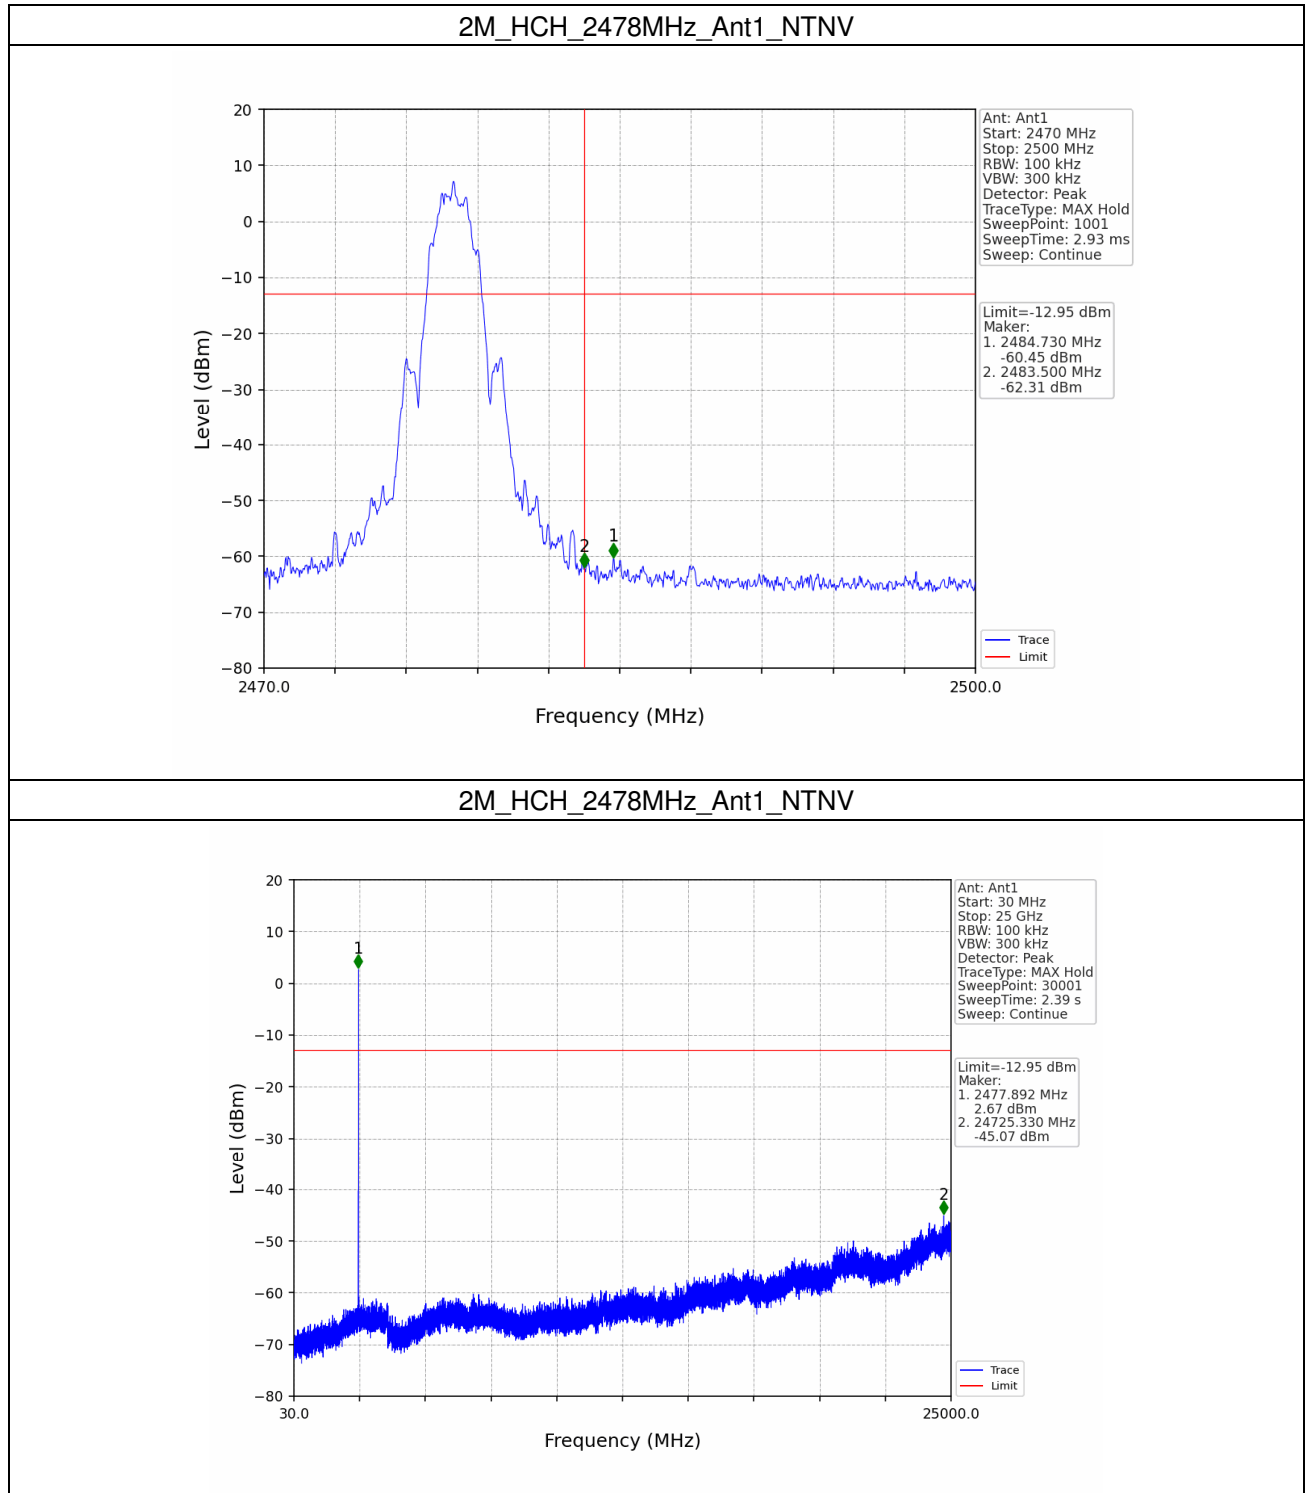 2M_HCH_2478MHz_Ant1_NTNV
20
10
0
−10
−20
−30
−40
−50
−60
−70
−80
Level (dBm)
2470.0
2500.0
Frequency (MHz)
2
1
Ant: Ant1
Start: 2470 MHz
Stop: 2500 MHz
RBW: 100 kHz
VBW: 300 kHz
Detector: Peak
TraceType: MAX Hold
SweepPoint: 1001
SweepTime: 2.93 ms
Sweep: Continue
Limit=-12.95 dBm
Maker:
1. 2484.730 MHz
-60.45 dBm
2. 2483.500 MHz
-62.31 dBm
Trace
Limit
2M_HCH_2478MHz_Ant1_NTNV
20
10
0
−10
−20
−30
−40
−50
−60
−70
−80
Level (dBm)
30.0
25000.0
Frequency (MHz)
1
2
Ant: Ant1
Start: 30 MHz
Stop: 25 GHz
RBW: 100 kHz
VBW: 300 kHz
Detector: Peak
TraceType: MAX Hold
SweepPoint: 30001
SweepTime: 2.39 s
Sweep: Continue
Limit=-12.95 dBm
Maker:
1. 2477.892 MHz
2.67 dBm
2. 24725.330 MHz
-45.07 dBm
Trace
Limit